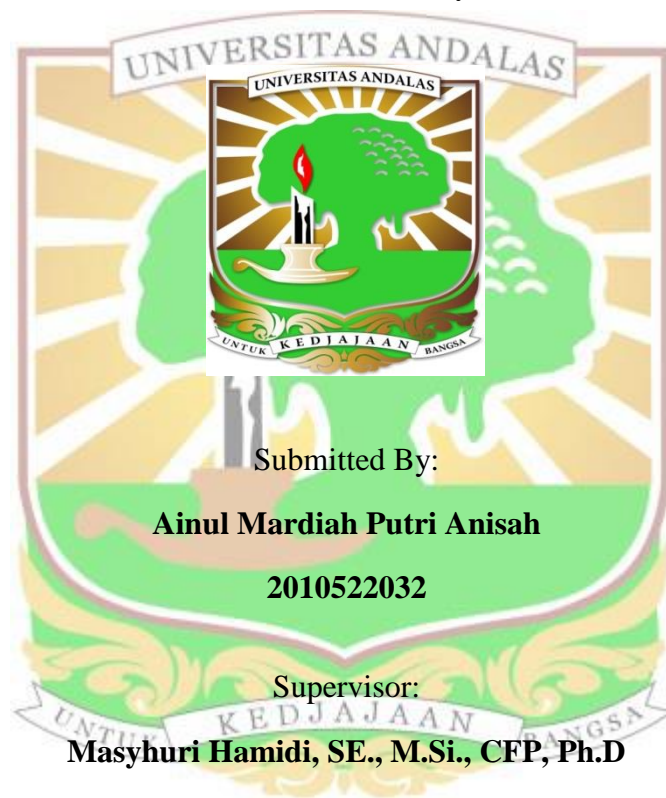 UNIVERSITAS ANDALAS
UNIVERSITAS ANDALAS
UNTUK KEDJAJAAN BANGSA
Submitted By:
Ainul Mardiah Putri Anisah
2010522032
Supervisor:
UNTUK KEDJAJAAN BANGSA
Masyhuri Hamidi, SE., M.Si., CFP, Ph.D